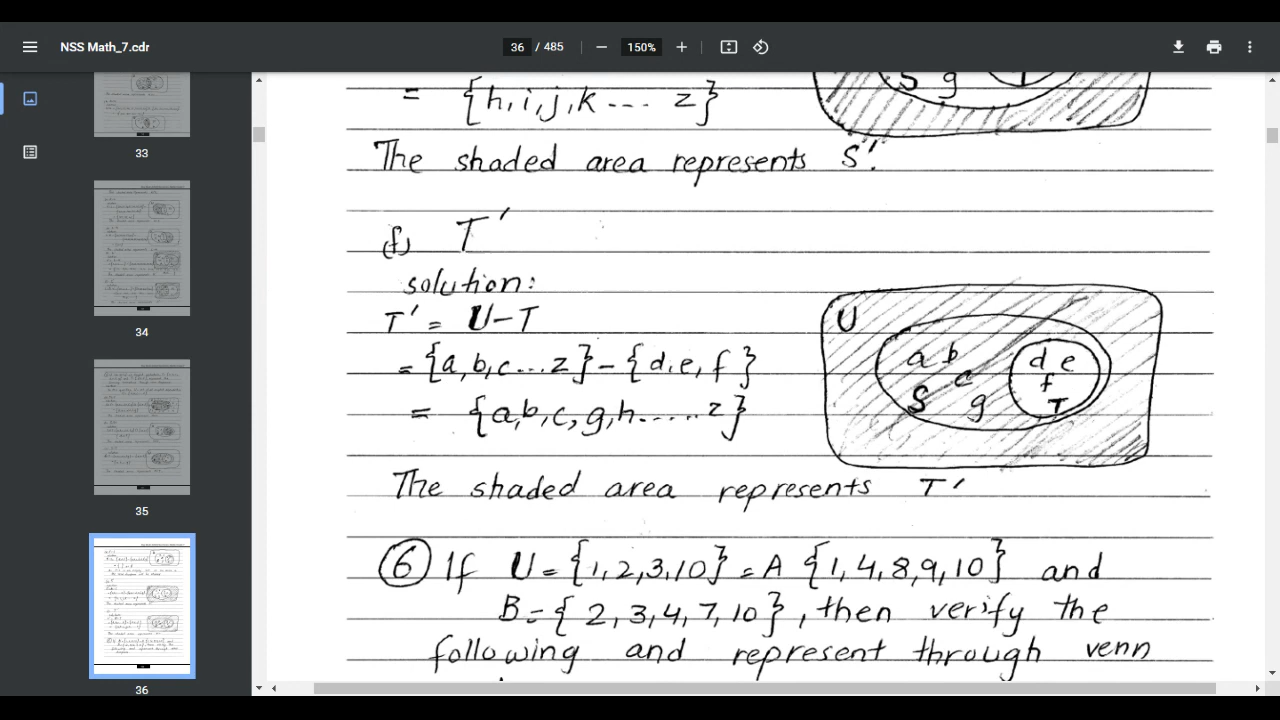 NSS Math_7.cdr
36 / 485
150%
33
34
35
36
= {h, i, j, k --- z}
S g
The shaded area represents S'.
(f) T'
solution:
T' = U - T
= {a, b, c...z} - {d, e, f}
= {a, b, c, g, h.....z}
U
a b
d e
c
f
S g
T
The shaded area represents T'
⑥ If U = {1, 2, 3, 10} = A {1, 4, 8, 9, 10} and
B = {2, 3, 4, 7, 10}, then verify the
following and represent through venn